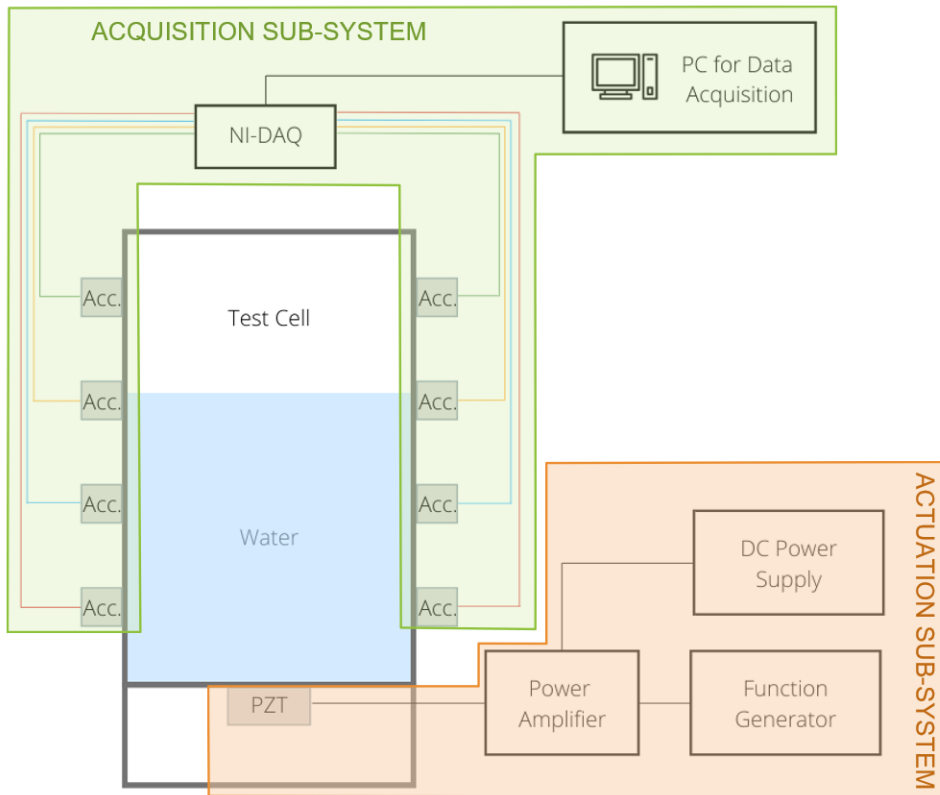 ACQUISITION SUB-SYSTEM
PC for Data
Acquisition
NI-DAQ
Acc.
Acc.
Test Cell
Acc.
Acc.
Acc.
Acc.
Water
Acc.
Acc.
ACTUATION SUB-SYSTEM
DC Power
Supply
PZT
Power
Amplifier
Function
Generator